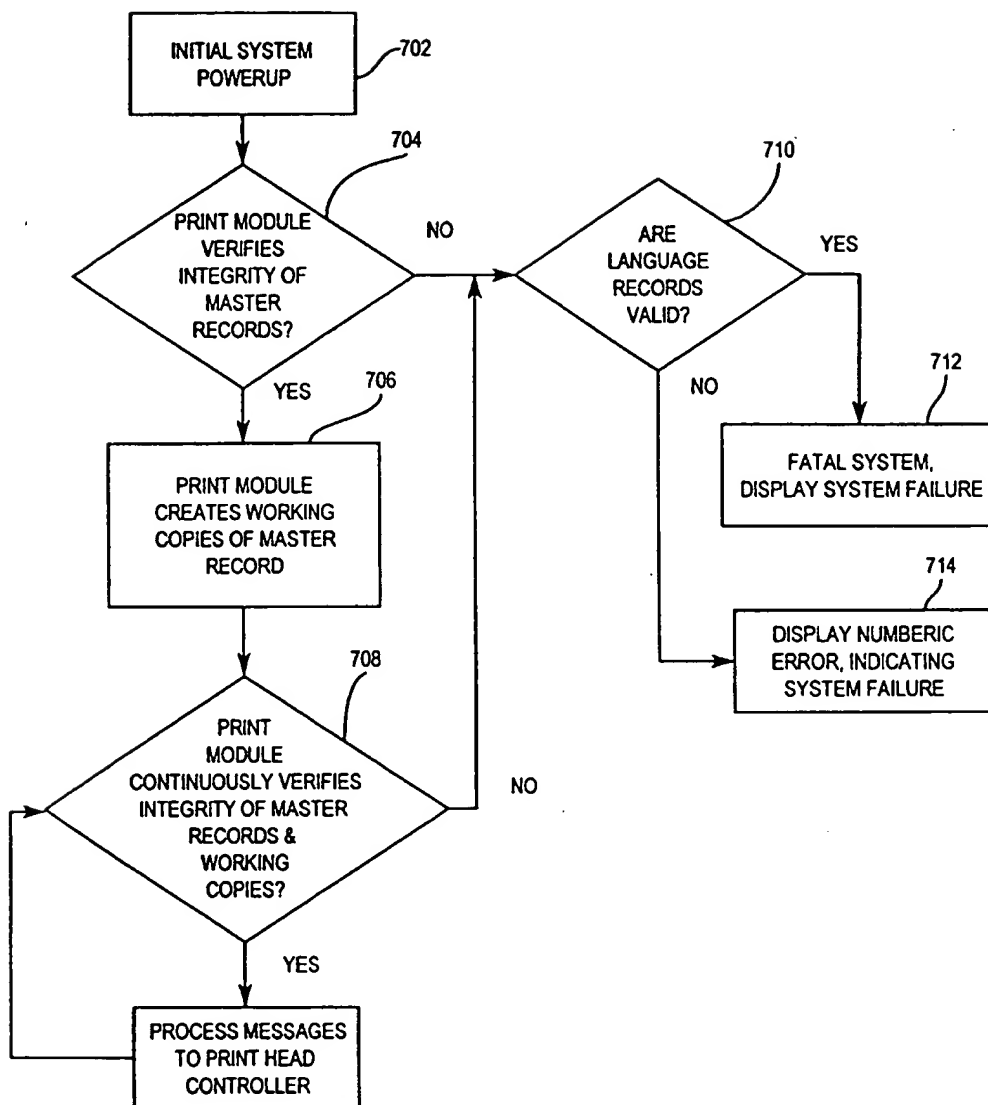 INITIAL SYSTEM
POWERUP
702
704
PRINT MODULE
VERIFIES
INTEGRITY OF
MASTER
RECORDS?
NO
YES
706
PRINT MODULE
CREATES WORKING
COPIES OF MASTER
RECORD
708
PRINT
MODULE
CONTINUOUSLY VERIFIES
INTEGRITY OF MASTER
RECORDS &
WORKING
COPIES?
NO
YES
PROCESS MESSAGES
TO PRINT HEAD
CONTROLLER
710
ARE
LANGUAGE
RECORDS
VALID?
YES
NO
712
FATAL SYSTEM,
DISPLAY SYSTEM FAILURE
714
DISPLAY NUMBERIC
ERROR, INDICATING
SYSTEM FAILURE